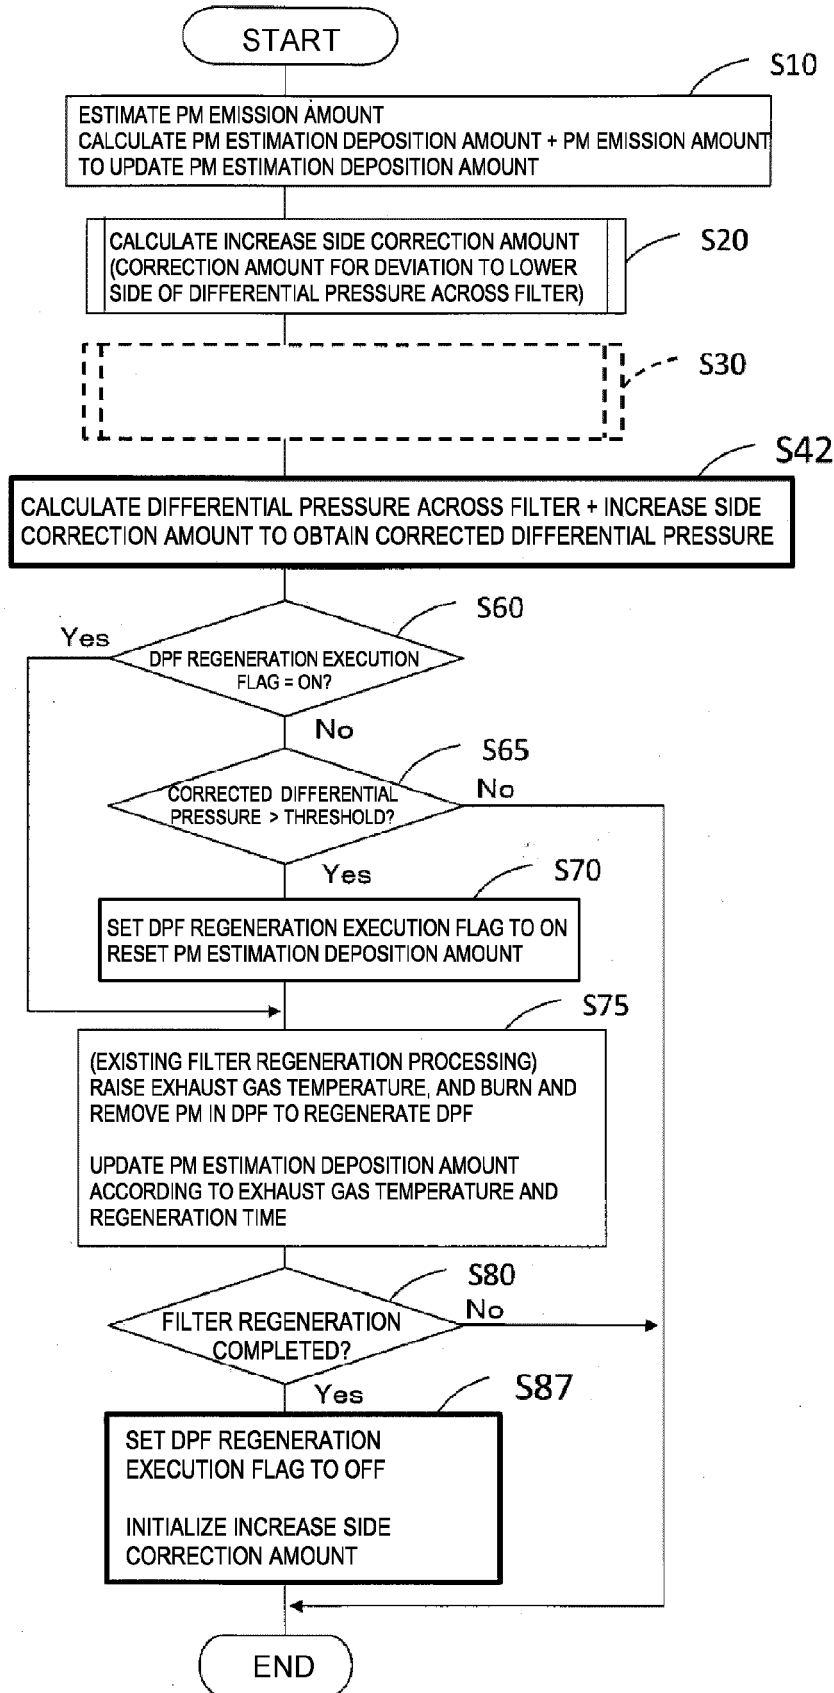 START
S10
ESTIMATE PM EMISSION AMOUNT
CALCULATE PM ESTIMATION DEPOSITION AMOUNT + PM EMISSION AMOUNT
TO UPDATE PM ESTIMATION DEPOSITION AMOUNT
S20
CALCULATE INCREASE SIDE CORRECTION AMOUNT
(CORRECTION AMOUNT FOR DEVIATION TO LOWER
SIDE OF DIFFERENTIAL PRESSURE ACROSS FILTER)
S30
S42
CALCULATE DIFFERENTIAL PRESSURE ACROSS FILTER + INCREASE SIDE
CORRECTION AMOUNT TO OBTAIN CORRECTED DIFFERENTIAL PRESSURE
S60
Yes
DPF REGENERATION EXECUTION
FLAG = ON?
No
S65
CORRECTED DIFFERENTIAL
PRESSURE > THRESHOLD?
No
Yes
S70
SET DPF REGENERATION EXECUTION FLAG TO ON
RESET PM ESTIMATION DEPOSITION AMOUNT
S75
(EXISTING FILTER REGENERATION PROCESSING)
RAISE EXHAUST GAS TEMPERATURE, AND BURN AND
REMOVE PM IN DPF TO REGENERATE DPF
UPDATE PM ESTIMATION DEPOSITION AMOUNT
ACCORDING TO EXHAUST GAS TEMPERATURE AND
REGENERATION TIME
S80
FILTER REGENERATION
COMPLETED?
No
Yes
S87
SET DPF REGENERATION
EXECUTION FLAG TO OFF
INITIALIZE INCREASE SIDE
CORRECTION AMOUNT
END